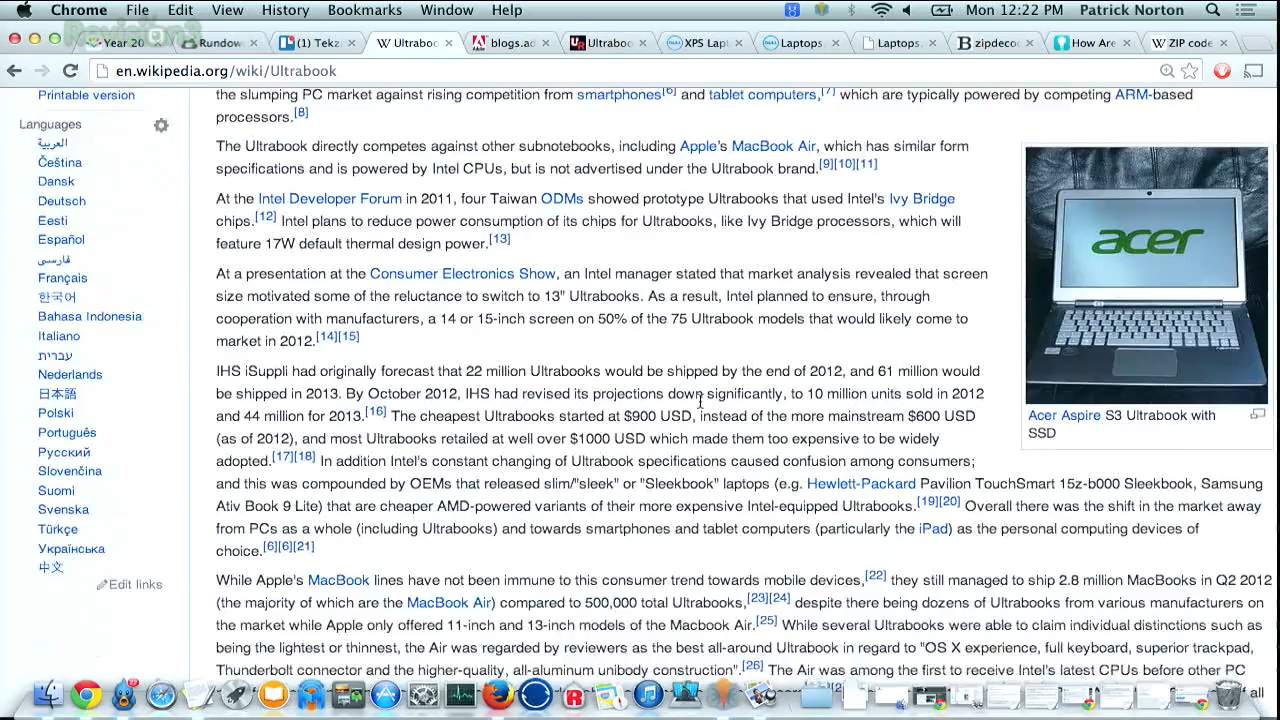 Chrome File Edit View History Bookmarks Window Help Mon 12:22 PM Patrick Norton
Revision3
Year 20 Rundow (1) Tekz Ultraboo blogs.ac Ultraboo XPS Lap Laptops Laptops zipdeco How Are ZIP code
en.wikipedia.org/wiki/Ultrabook
Printable version
Languages
العربية
Čeština
Dansk
Deutsch
Eesti
Español
فارسی
Français
한국어
Bahasa Indonesia
Italiano
עברית
Nederlands
日本語
Polski
Português
Русский
Slovenčina
Suomi
Svenska
Türkçe
Українська
中文
Edit links
the slumping PC market against rising competition from smartphones[6] and tablet computers,[7] which are typically powered by competing ARM-based
processors.[8]
The Ultrabook directly competes against other subnotebooks, including Apple's MacBook Air, which has similar form
specifications and is powered by Intel CPUs, but is not advertised under the Ultrabook brand.[9][10][11]
At the Intel Developer Forum in 2011, four Taiwan ODMs showed prototype Ultrabooks that used Intel's Ivy Bridge
chips.[12] Intel plans to reduce power consumption of its chips for Ultrabooks, like Ivy Bridge processors, which will
feature 17W default thermal design power.[13]
At a presentation at the Consumer Electronics Show, an Intel manager stated that market analysis revealed that screen
size motivated some of the reluctance to switch to 13" Ultrabooks. As a result, Intel planned to ensure, through
cooperation with manufacturers, a 14 or 15-inch screen on 50% of the 75 Ultrabook models that would likely come to
market in 2012.[14][15]
IHS iSuppli had originally forecast that 22 million Ultrabooks would be shipped by the end of 2012, and 61 million would
be shipped in 2013. By October 2012, IHS had revised its projections down significantly, to 10 million units sold in 2012
and 44 million for 2013.[16] The cheapest Ultrabooks started at $900 USD, instead of the more mainstream $600 USD
(as of 2012), and most Ultrabooks retailed at well over $1000 USD which made them too expensive to be widely
adopted.[17][18] In addition Intel's constant changing of Ultrabook specifications caused confusion among consumers;
and this was compounded by OEMs that released slim/"sleek" or "Sleekbook" laptops (e.g. Hewlett-Packard Pavilion TouchSmart 15z-b000 Sleekbook, Samsung
Ativ Book 9 Lite) that are cheaper AMD-powered variants of their more expensive Intel-equipped Ultrabooks.[19][20] Overall there was the shift in the market away
from PCs as a whole (including Ultrabooks) and towards smartphones and tablet computers (particularly the iPad) as the personal computing devices of
choice.[6][6][21]
While Apple's MacBook lines have not been immune to this consumer trend towards mobile devices,[22] they still managed to ship 2.8 million MacBooks in Q2 2012
(the majority of which are the MacBook Air) compared to 500,000 total Ultrabooks,[23][24] despite there being dozens of Ultrabooks from various manufacturers on
the market while Apple only offered 11-inch and 13-inch models of the Macbook Air.[25] While several Ultrabooks were able to claim individual distinctions such as
being the lightest or thinnest, the Air was regarded by reviewers as the best all-around Ultrabook in regard to "OS X experience, full keyboard, superior trackpad,
Thunderbolt connector and the higher-quality, all-aluminum unibody construction".[26] The Air was among the first to receive Intel's latest CPUs before other PC
all
acer
Acer Aspire S3 Ultrabook with
SSD